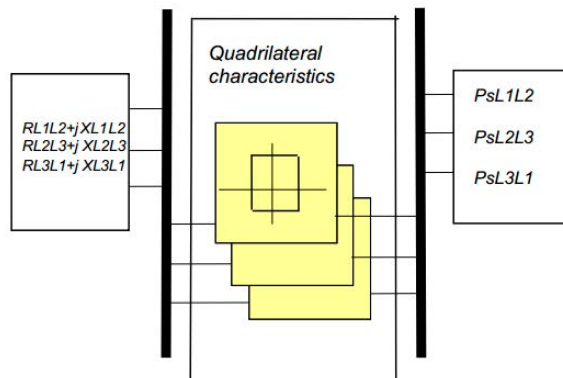 Quadrilateral
characteristics
RL1L2+j XL1L2
RL2L3+j XL2L3
RL3L1+j XL3L1
PsL1L2
PsL2L3
PsL3L1